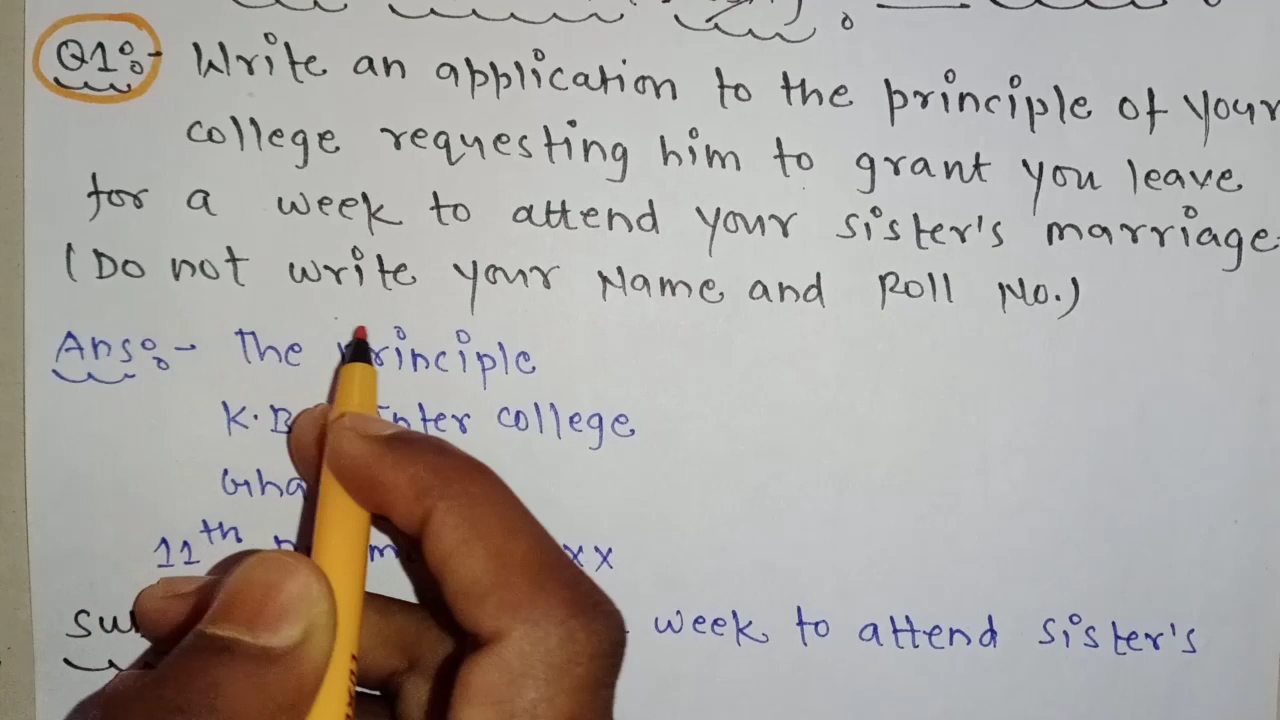 Q1:- Write an application to the principle of your
college requesting him to grant you leave
for a week to attend your sister's marriage.
(Do not write your Name and Roll No.)
Ans:- The principle
K.B. Inter college
11th xx
week to attend sister's